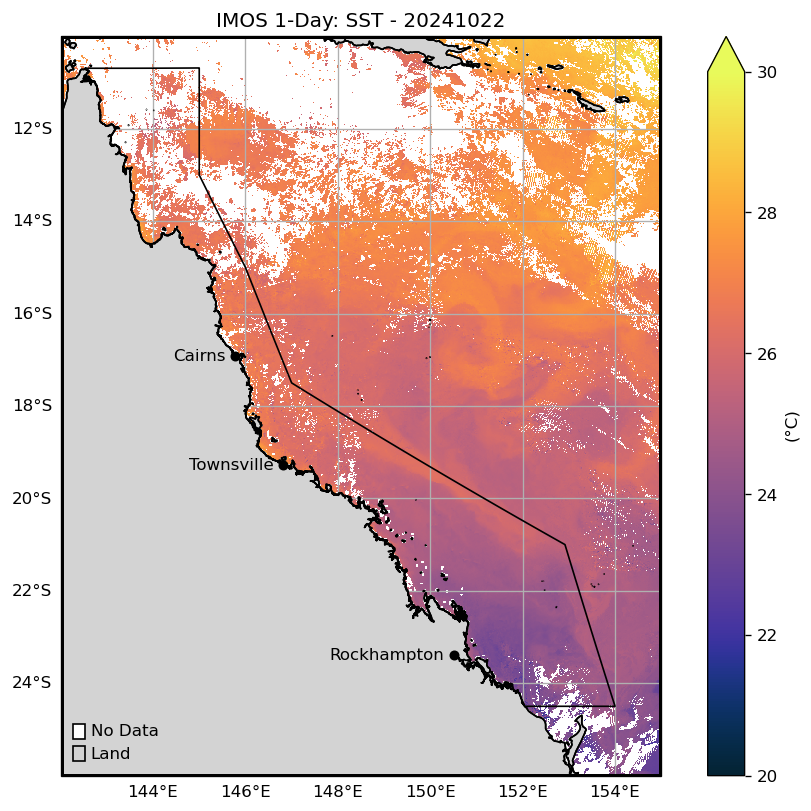 IMOS 1-Day: SST - 20241022
12°S
14°S
16°S
18°S
20°S
22°S
24°S
Cairns
Townsville
Rockhampton
No Data
Land
144°E 146°E 148°E 150°E 152°E 154°E
30
28
26
24
22
20
(°C)